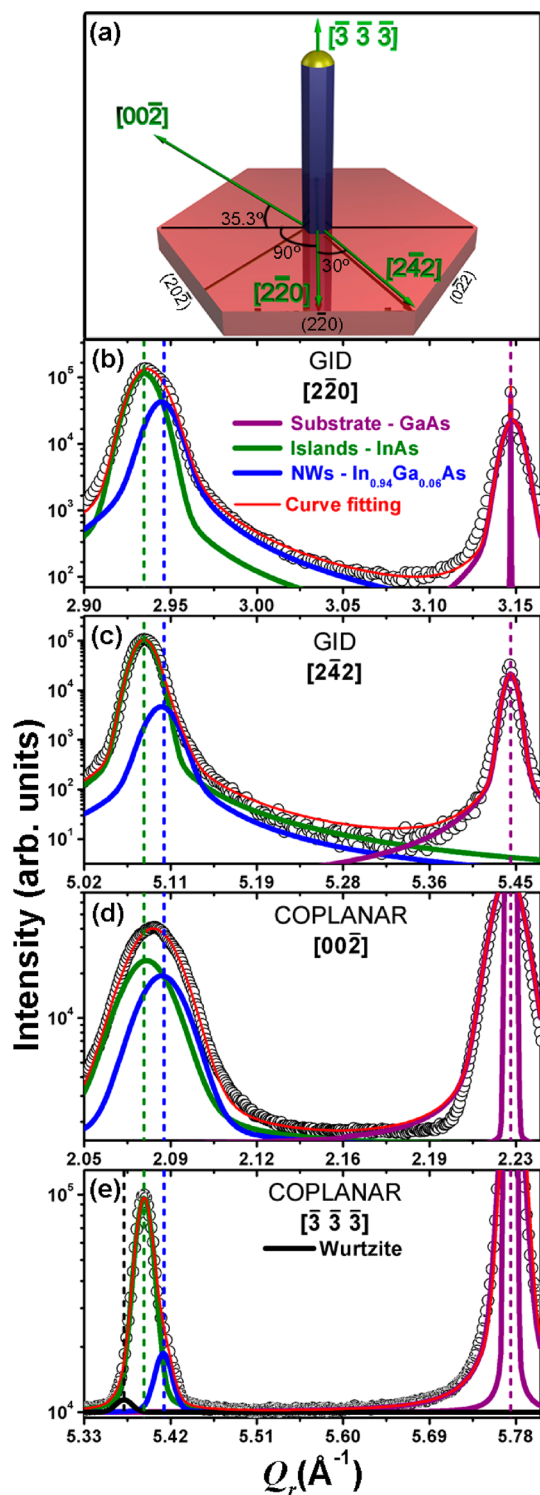 (a)
[3̄ 3̄ 3̄]
[002̄]
35.3º
90º
30º
[22̄0]
[24̄2]
(202̄)
(22̄0)
(02̄2)
Intensity (arb. units)
(b) GID
[22̄0]
Substrate - GaAs
Islands - InAs
NWs - In₀.₉₄Ga₀.₀₆As
Curve fitting
10⁵
10⁴
10³
10²
2.90 2.95 3.00 3.05 3.10 3.15
(c) GID
[24̄2]
10⁵
10⁴
10³
10²
10¹
5.02 5.11 5.19 5.28 5.36 5.45
(d) COPLANAR
[002̄]
10⁴
2.05 2.09 2.12 2.16 2.19 2.23
(e) COPLANAR
[3̄ 3̄ 3̄]
Wurtzite
10⁵
10⁴
5.33 5.42 5.51 5.60 5.69 5.78
Qᵣ(Å⁻¹)